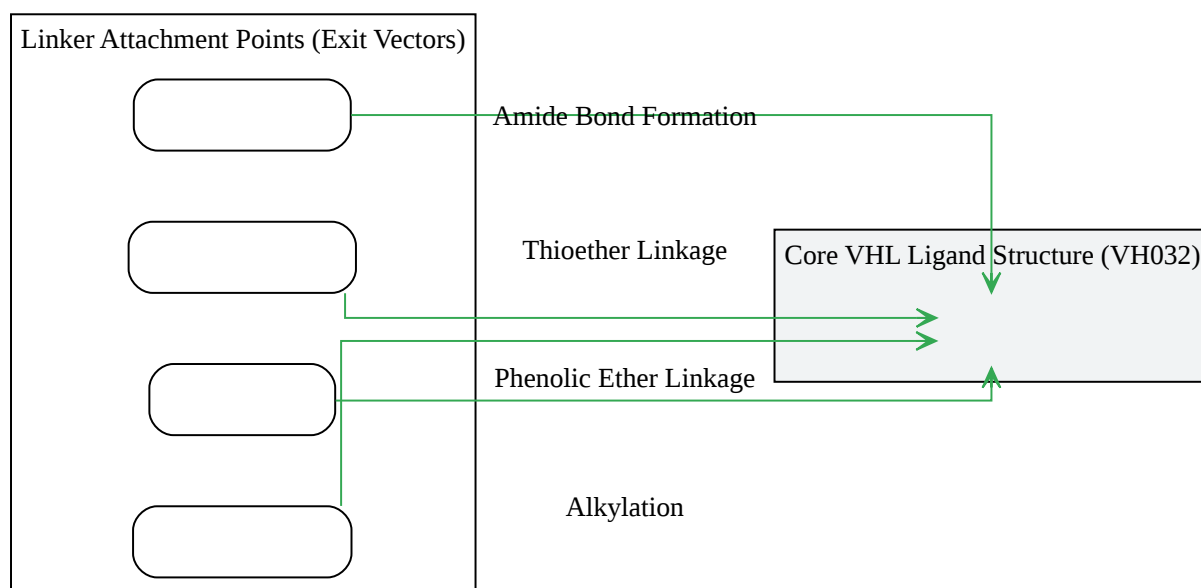 Linker Attachment Points (Exit Vectors)
Amide Bond Formation
Thioether Linkage
Core VHL Ligand Structure (VH032)
Phenolic Ether Linkage
Alkylation